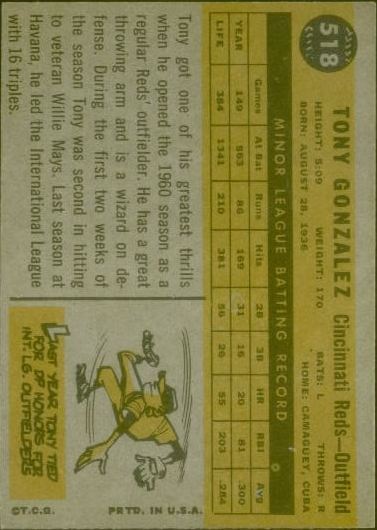 518
TONY GONZALEZ Cincinnati Reds—Outfield
HEIGHT: 5:09 WEIGHT: 170 BATS: L THROWS: R
BORN: AUGUST 28, 1936 HOME: CAMAGUEY, CUBA
MINOR LEAGUE BATTING RECORD
Games At Bat Runs Hits 2B 3B HR RBI Avg
YEAR 149 563 86 169 31 16 20 81 .300
LIFE 384 1341 210 381 56 26 55 203 .284
Tony got one of his greatest thrills
when he opened the 1960 season as a
regular Reds' outfielder. He has a great
throwing arm and is a wizard on de-
fense. During the first two weeks of
the season Tony was second in hitting
to veteran Willie Mays. Last season at
Havana, he led the International League
with 16 triples.
LAST YEAR TONY TIED
FOR DP HONORS FOR
INT. LG. OUTFIELDERS
©T.C.G. PRTD. IN U.S.A.